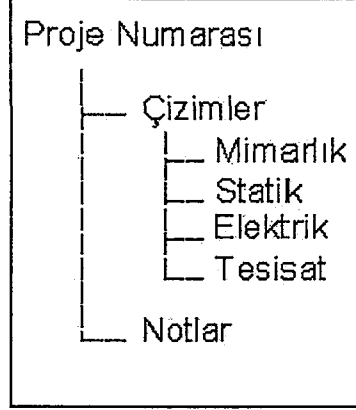 Proje Numarası
Çizimler
Mimarlık
Statik
Elektrik
Tesisat
Notlar